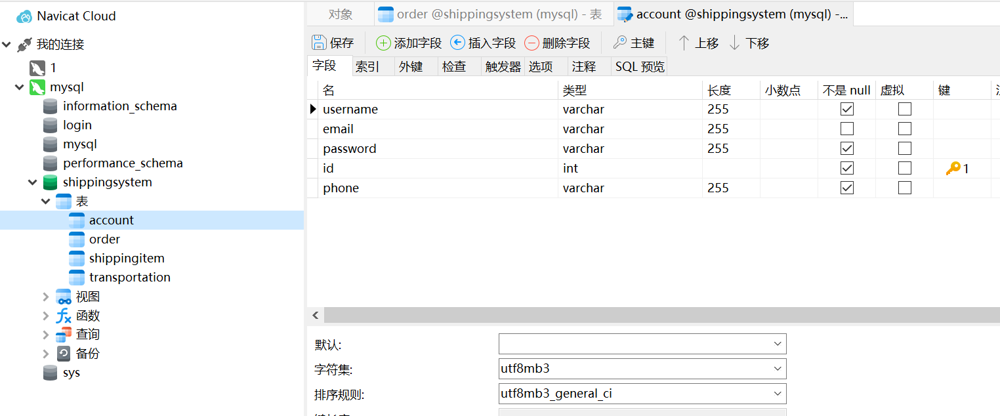 Navicat Cloud
我的连接
1
mysql
information_schema
login
mysql
performance_schema
shippingsystem
表
account
order
shippingitem
transportation
视图
函数
查询
备份
sys
对象 order @shippingsystem (mysql) - 表 account @shippingsystem (mysql) -...
保存 添加字段 插入字段 删除字段 主键 上移 下移
字段 索引 外键 检查 触发器 选项 注释 SQL 预览
名 类型 长度 小数点 不是 null 虚拟 键
username varchar 255
email varchar 255
password varchar 255
id int 1
phone varchar 255
默认:
字符集: utf8mb3
排序规则: utf8mb3_general_ci